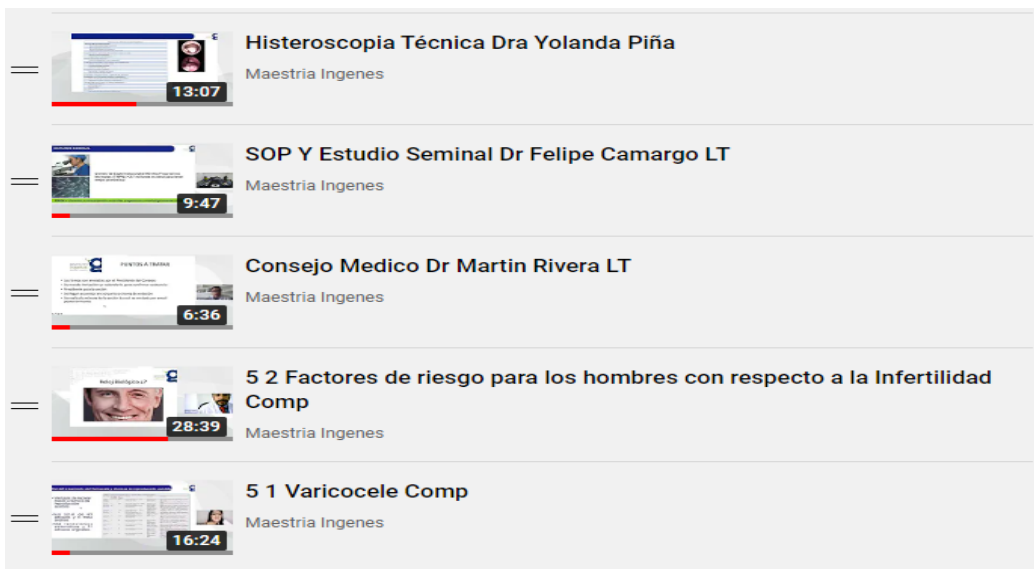 Histeroscopia Técnica Dra Yolanda Piña
Maestria Ingenes
13:07
SOP Y Estudio Seminal Dr Felipe Camargo LT
Maestria Ingenes
9:47
PUNTOS A TRATAR
Consejo Medico Dr Martin Rivera LT
Maestria Ingenes
6:36
5 2 Factores de riesgo para los hombres con respecto a la Infertilidad
Comp
Maestria Ingenes
28:39
5 1 Varicocele Comp
Maestria Ingenes
16:24